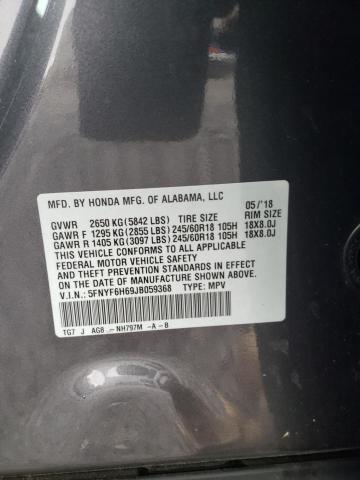 MFD. BY HONDA MFG. OF ALABAMA, LLC 05/'18
GVWR 2650 KG(5842 LBS) TIRE SIZE RIM SIZE
GAWR F 1295 KG(2855 LBS)245/60R18 105H 18X8.0J
GAWR R 1405 KG(3097 LBS)245/60R18 105H 18X8.0J
THIS VEHICLE CONFORMS TO ALL APPLICABLE
FEDERAL MOTOR VEHICLE SAFETY
AND THEFT PREVENTION STANDARDS IN EFFECT
ON THE DATE OF MANUFACTURE SHOWN ABOVE.
V.I.N.: 5FNYF6H69JB059368 TYPE: MPV
TG7 J AG8 -NH797M -A-B